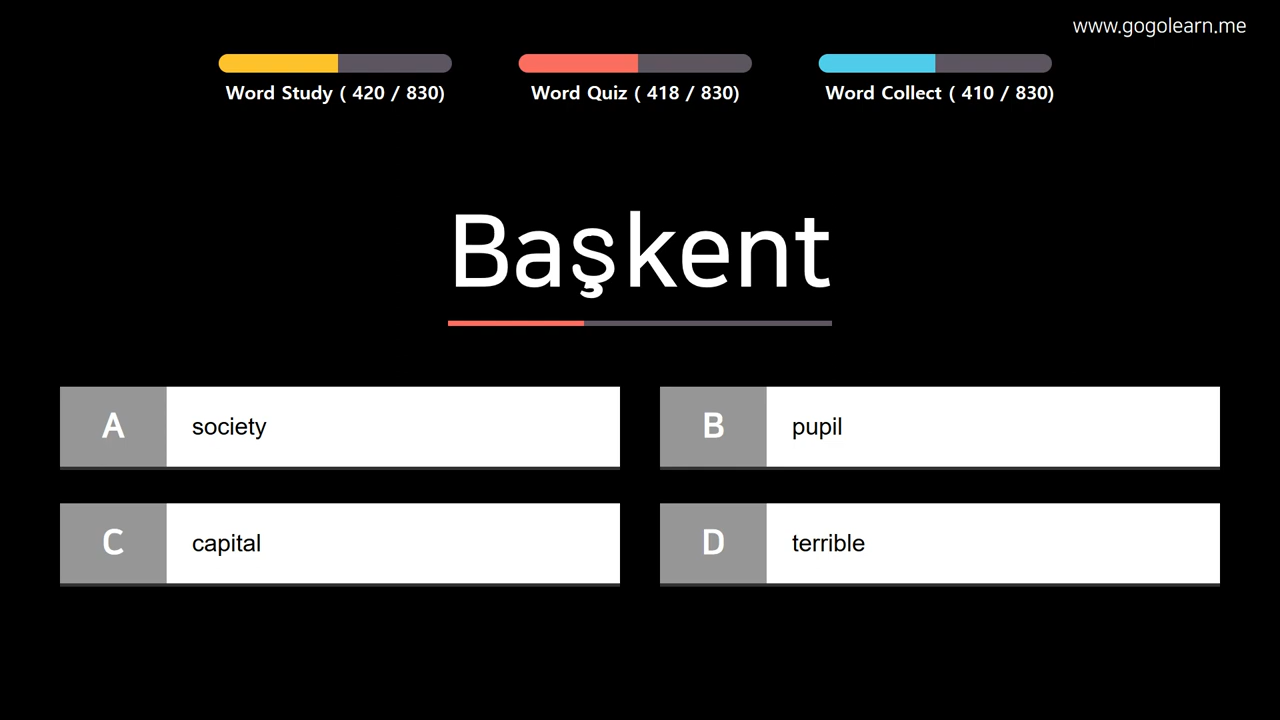 www.gogolearn.me
Word Study ( 420 / 830)
Word Quiz ( 418 / 830)
Word Collect ( 410 / 830)
Başkent
A society
B pupil
C capital
D terrible